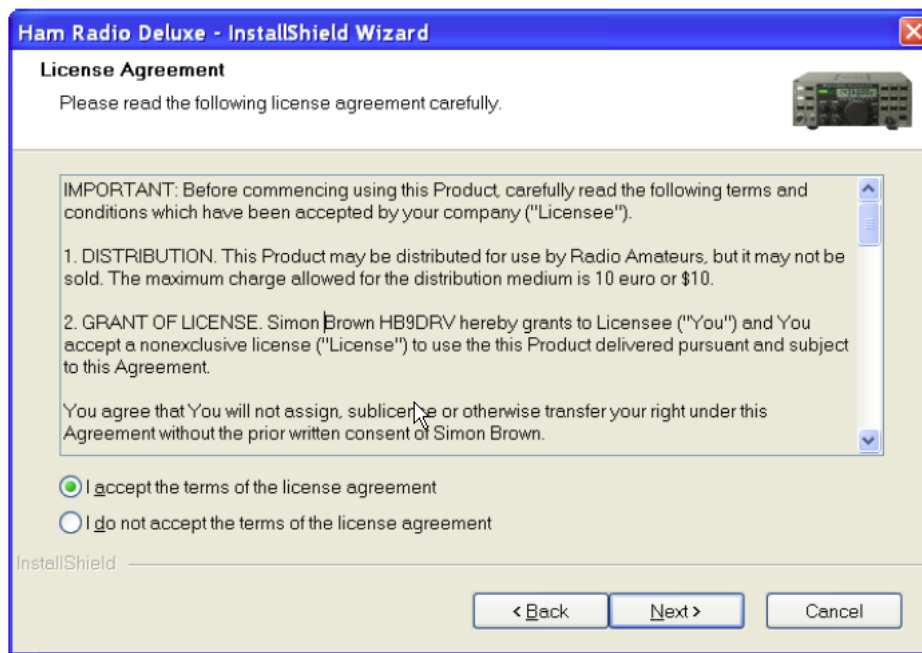 Ham Radio Deluxe - InstallShield Wizard
License Agreement
Please read the following license agreement carefully.
IMPORTANT: Before commencing using this Product, carefully read the following terms and
conditions which have been accepted by your company ("Licensee").
1. DISTRIBUTION. This Product may be distributed for use by Radio Amateurs, but it may not be
sold. The maximum charge allowed for the distribution medium is 10 euro or $10.
2. GRANT OF LICENSE. Simon Brown HB9DRV hereby grants to Licensee ("You") and You
accept a nonexclusive license ("License") to use the this Product delivered pursuant and subject
to this Agreement.
You agree that You will not assign, sublicense or otherwise transfer your right under this
Agreement without the prior written consent of Simon Brown.
I accept the terms of the license agreement
I do not accept the terms of the license agreement
InstallShield
< Back Next > Cancel